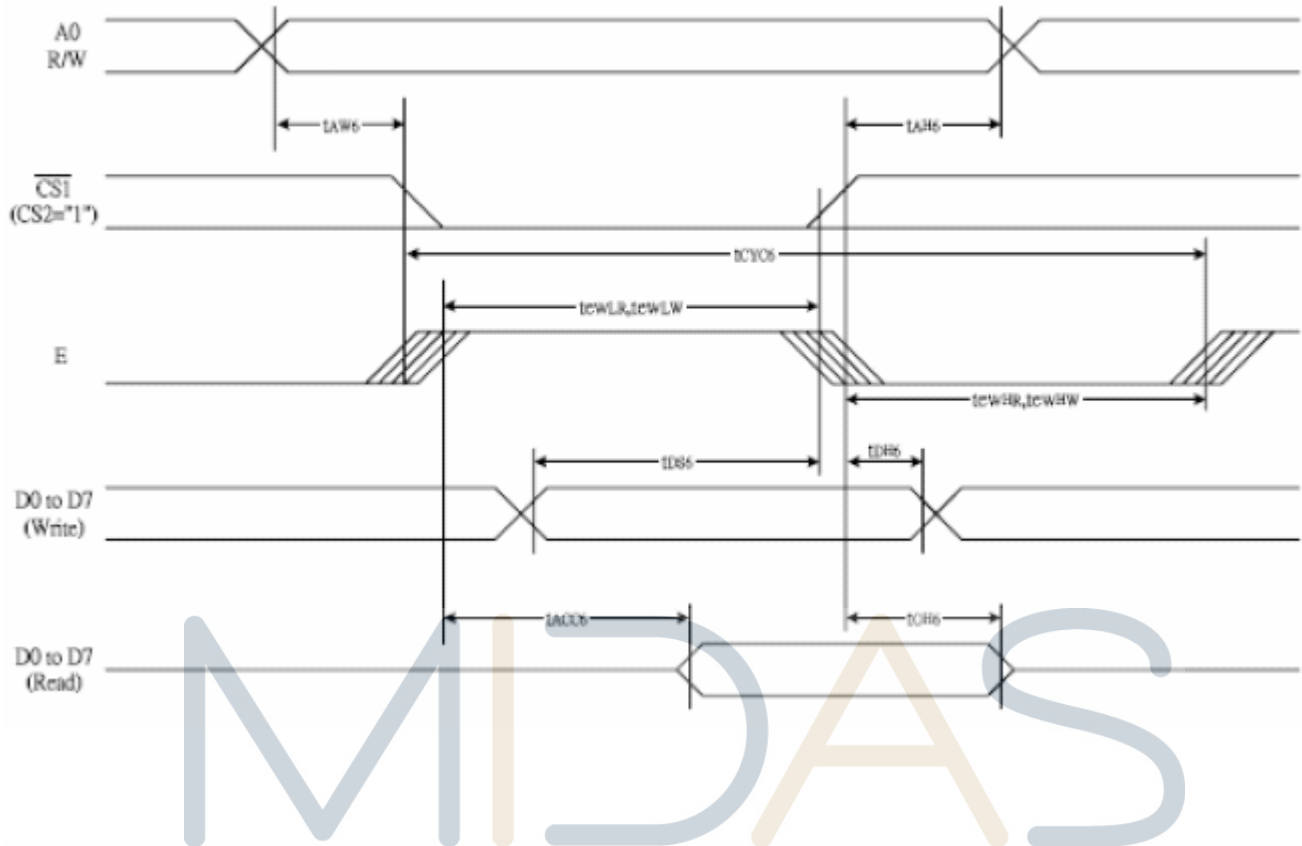 A0
R/W
tAW6
tAH6
CS1
(CS2="1")
tCYC6
tEWLR,tEWLW
E
tEWHR,tEWHW
tDS6
tDH6
D0 to D7
(Write)
tACC6
tOH6
D0 to D7
(Read)
MIDAS